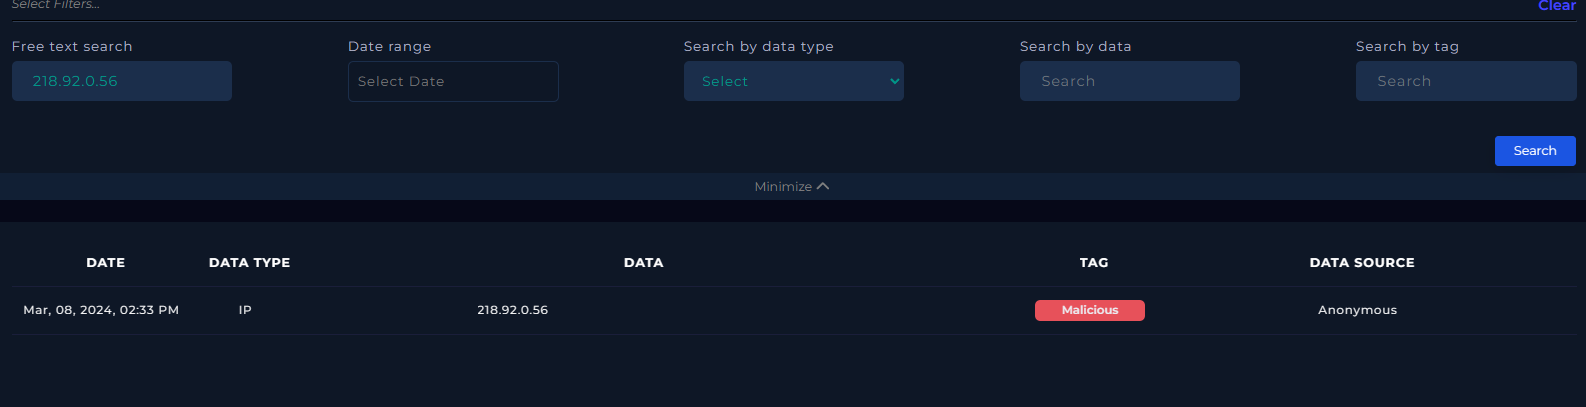 Select Filters...
Clear
Free text search
Date range
Search by data type
Search by data
Search by tag
218.92.0.56
Select Date
Select
Search
Search
Search
Minimize
DATE
DATA TYPE
DATA
TAG
DATA SOURCE
Mar, 08, 2024, 02:33 PM
IP
218.92.0.56
Malicious
Anonymous